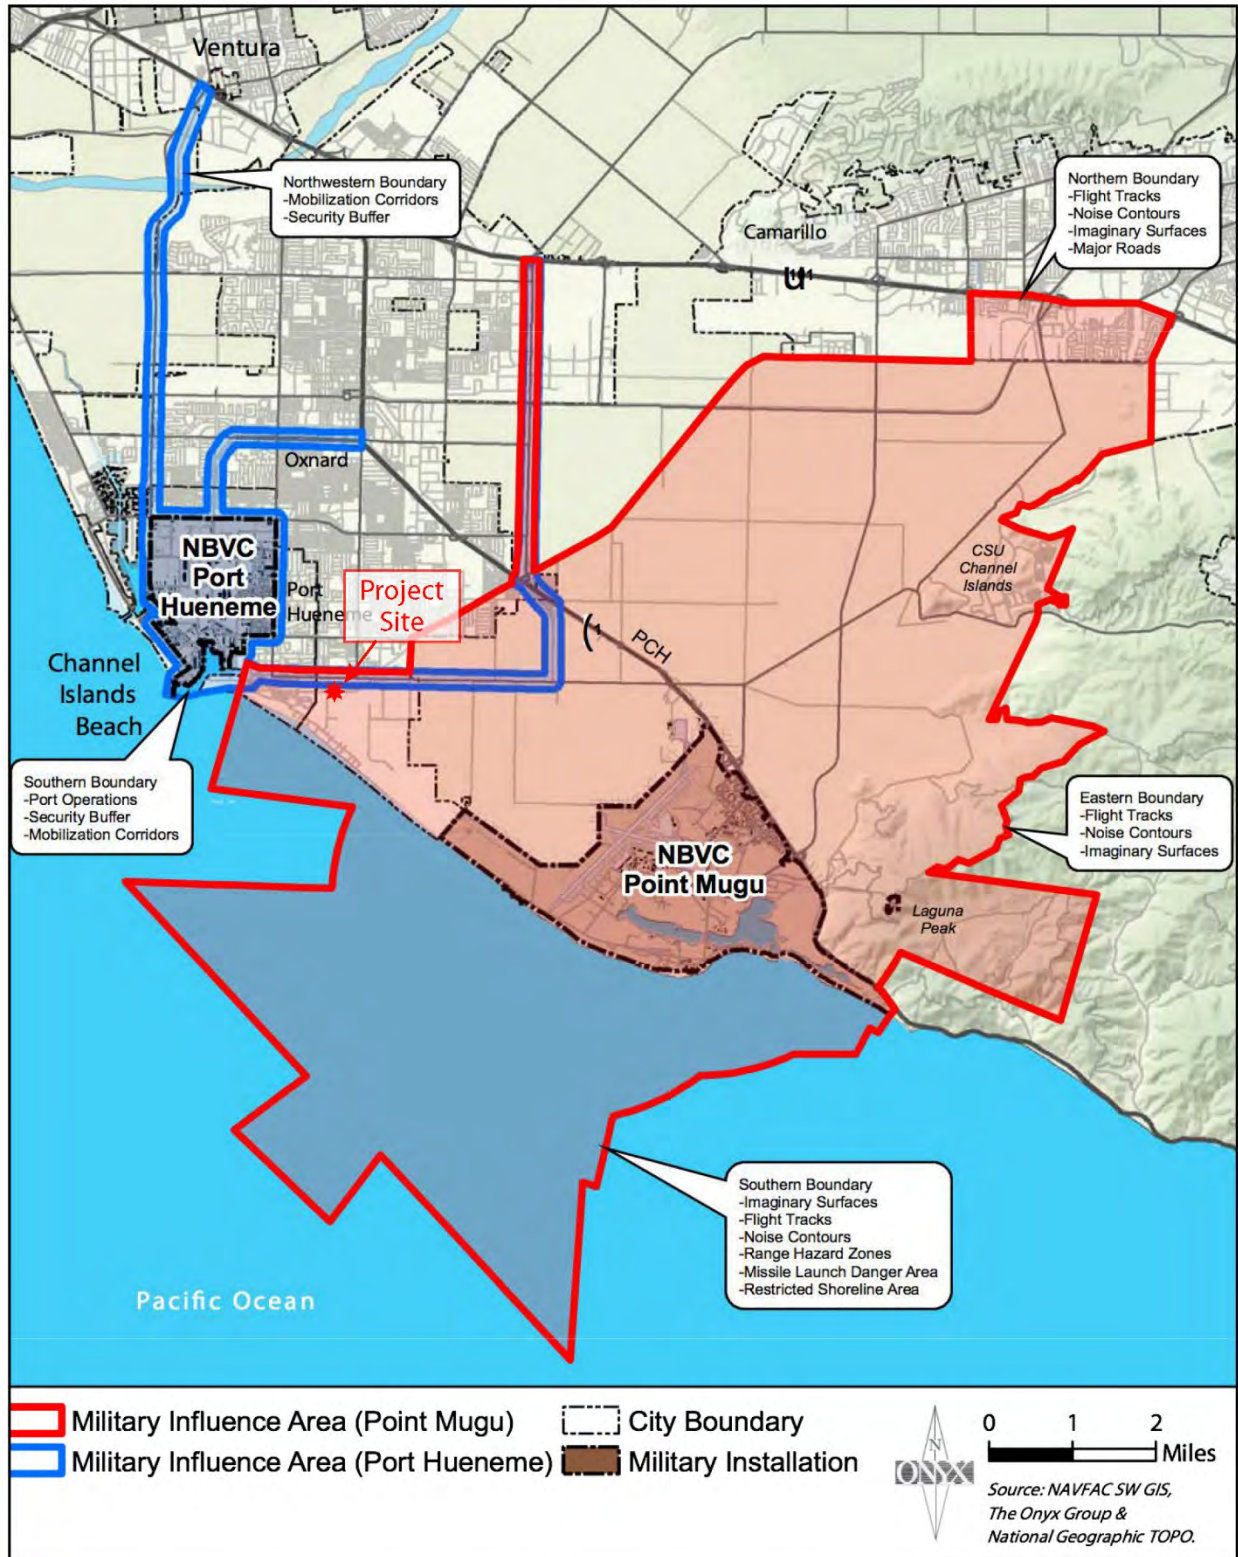 Ventura
Northwestern Boundary
-Mobilization Corridors
-Security Buffer
Northern Boundary
-Flight Tracks
-Noise Contours
-Imaginary Surfaces
-Major Roads
Camarillo
Oxnard
NBVC
Port
Hueneme
Port
Hueneme
Project
Site
CSU
Channel
Islands
PCH
Channel
Islands
Beach
Southern Boundary
-Port Operations
-Security Buffer
-Mobilization Corridors
Eastern Boundary
-Flight Tracks
-Noise Contours
-Imaginary Surfaces
NBVC
Point Mugu
Laguna
Peak
Southern Boundary
-Imaginary Surfaces
-Flight Tracks
-Noise Contours
-Range Hazard Zones
-Missile Launch Danger Area
-Restricted Shoreline Area
Pacific Ocean
Military Influence Area (Point Mugu)
City Boundary
Military Influence Area (Port Hueneme)
Military Installation
N
ONYX
0 1 2
Miles
Source: NAVFAC SW GIS,
The Onyx Group &
National Geographic TOPO.